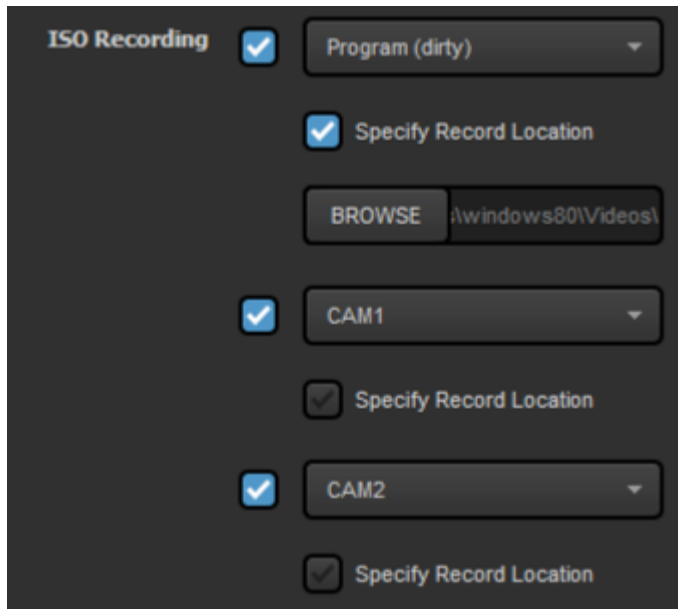 ISO Recording
Program (dirty)
Specify Record Location
BROWSE
\windows80\Videos\
CAM1
Specify Record Location
CAM2
Specify Record Location